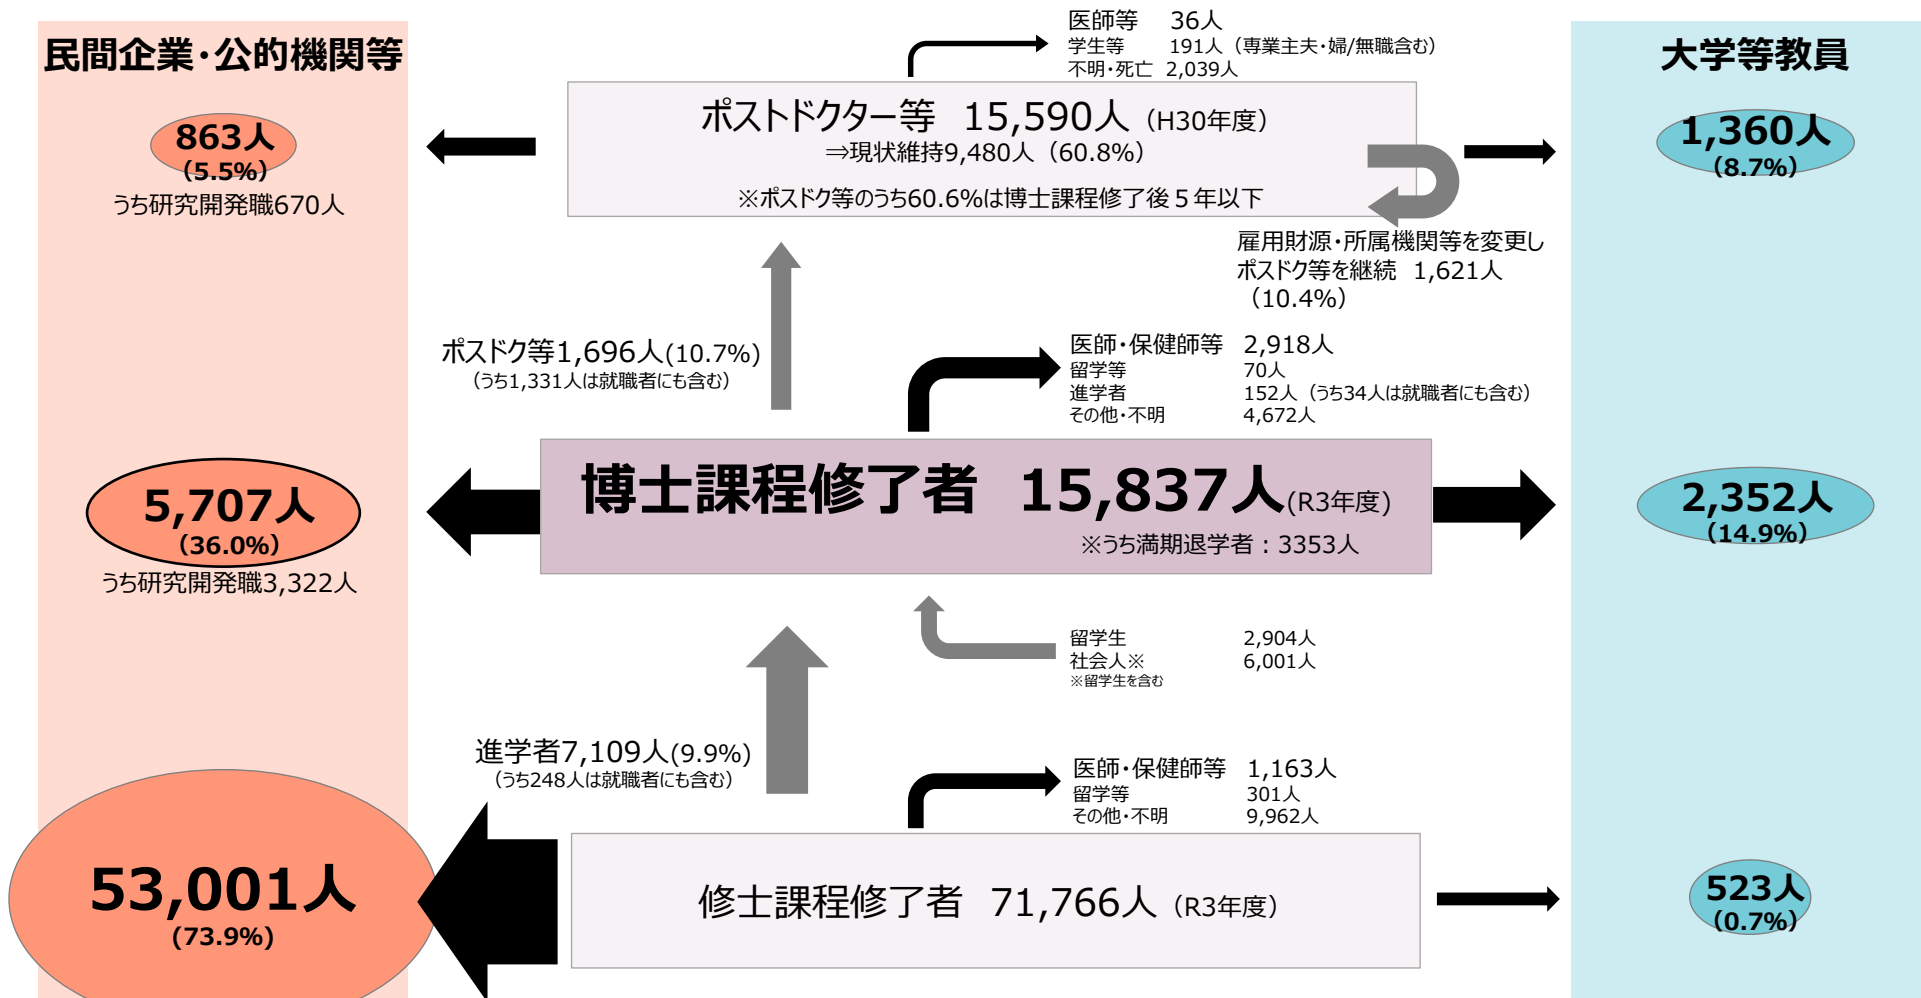 民間企業・公的機関等
大学等教員
医師等 36人
学生等 191人（専業主夫・婦/無職含む）
不明・死亡 2,039人
ポストドクター等 15,590人（H30年度）
⇒現状維持9,480人（60.8%）
※ポスドク等のうち60.6%は博士課程修了後５年以下
863人
（5.5%）
うち研究開発職670人
1,360人
（8.7%）
雇用財源・所属機関等を変更し
ポスドク等を継続 1,621人
（10.4%）
ポスドク等1,696人(10.7%)
（うち1,331人は就職者にも含む）
医師・保健師等 2,918人
留学等 70人
進学者 152人（うち34人は就職者にも含む）
その他・不明 4,672人
博士課程修了者 15,837人(R3年度)
※うち満期退学者：3353人
5,707人
(36.0%)
うち研究開発職3,322人
2,352人
(14.9%)
留学生 2,904人
社会人※ 6,001人
※留学生を含む
進学者7,109人(9.9%)
（うち248人は就職者にも含む）
医師・保健師等 1,163人
留学等 301人
その他・不明 9,962人
53,001人
(73.9%)
修士課程修了者 71,766人（R3年度）
523人
（0.7%）